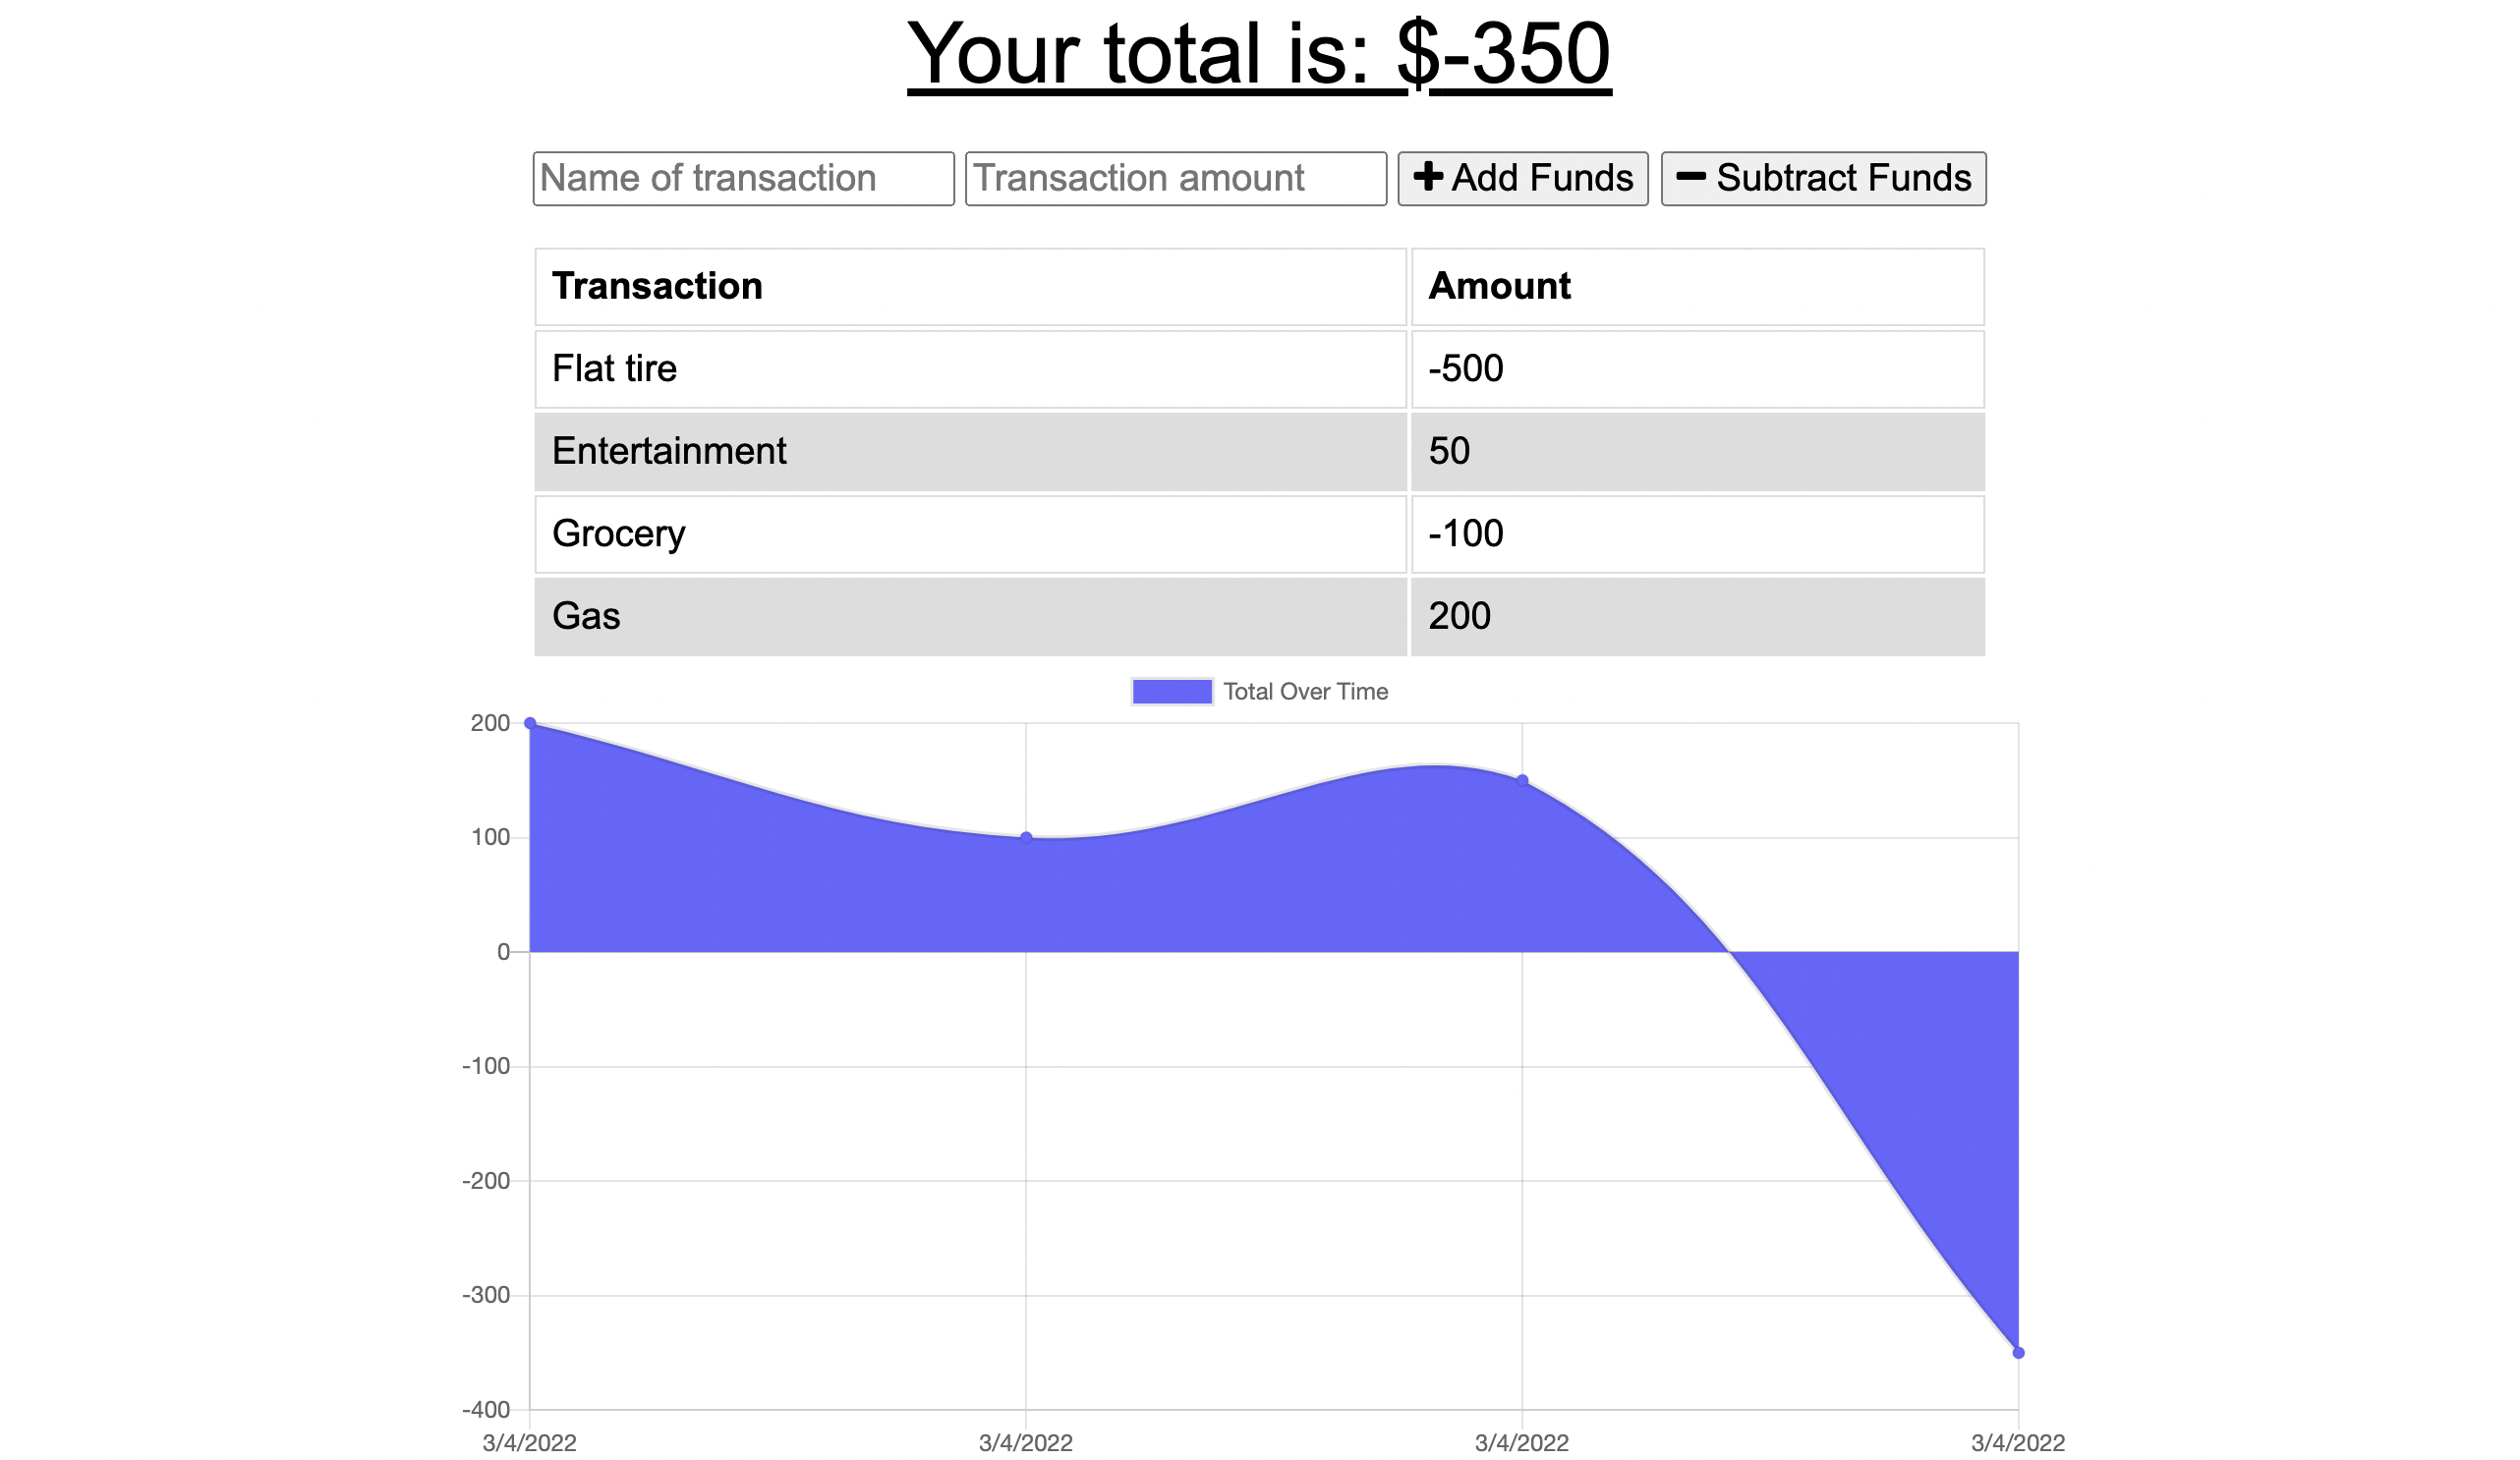 Your total is: $-350
Name of transaction Transaction amount Add Funds Subtract Funds
Transaction Amount
Flat tire -500
Entertainment 50
Grocery -100
Gas 200
Total Over Time
200
100
0
-100
-200
-300
-400
3/4/2022 3/4/2022 3/4/2022 3/4/2022